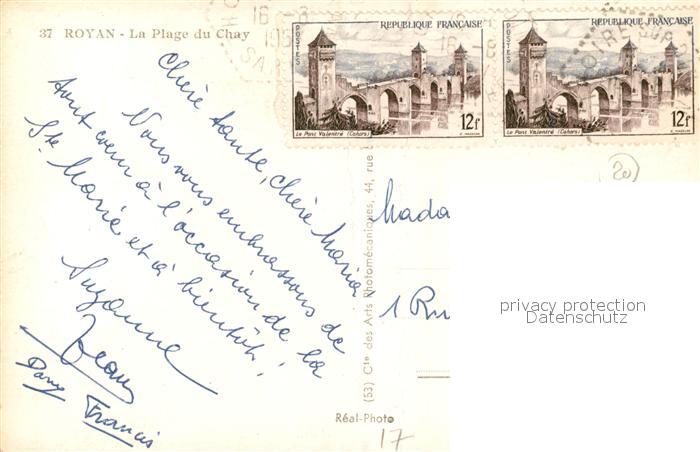 37 ROYAN - La Plage du Chay
REPUBLIQUE FRANÇAISE
POSTES
12f
Le Pont Valentré (Cahors)
REPUBLIQUE FRANÇAISE
POSTES
12f
Le Pont Valentré (Cahors)
Chère tante, chère Maria
Nous vous embrassons de
tout cœur à l'occasion de la
Ste. Marie et à bientôt!
Suzanne
Jean
Dany
Francis
(53) Cie des Arts Photomécaniques, 44, rue
Réal-Photo
20
Mada
1 Ru
17
privacy protection
Datenschutz